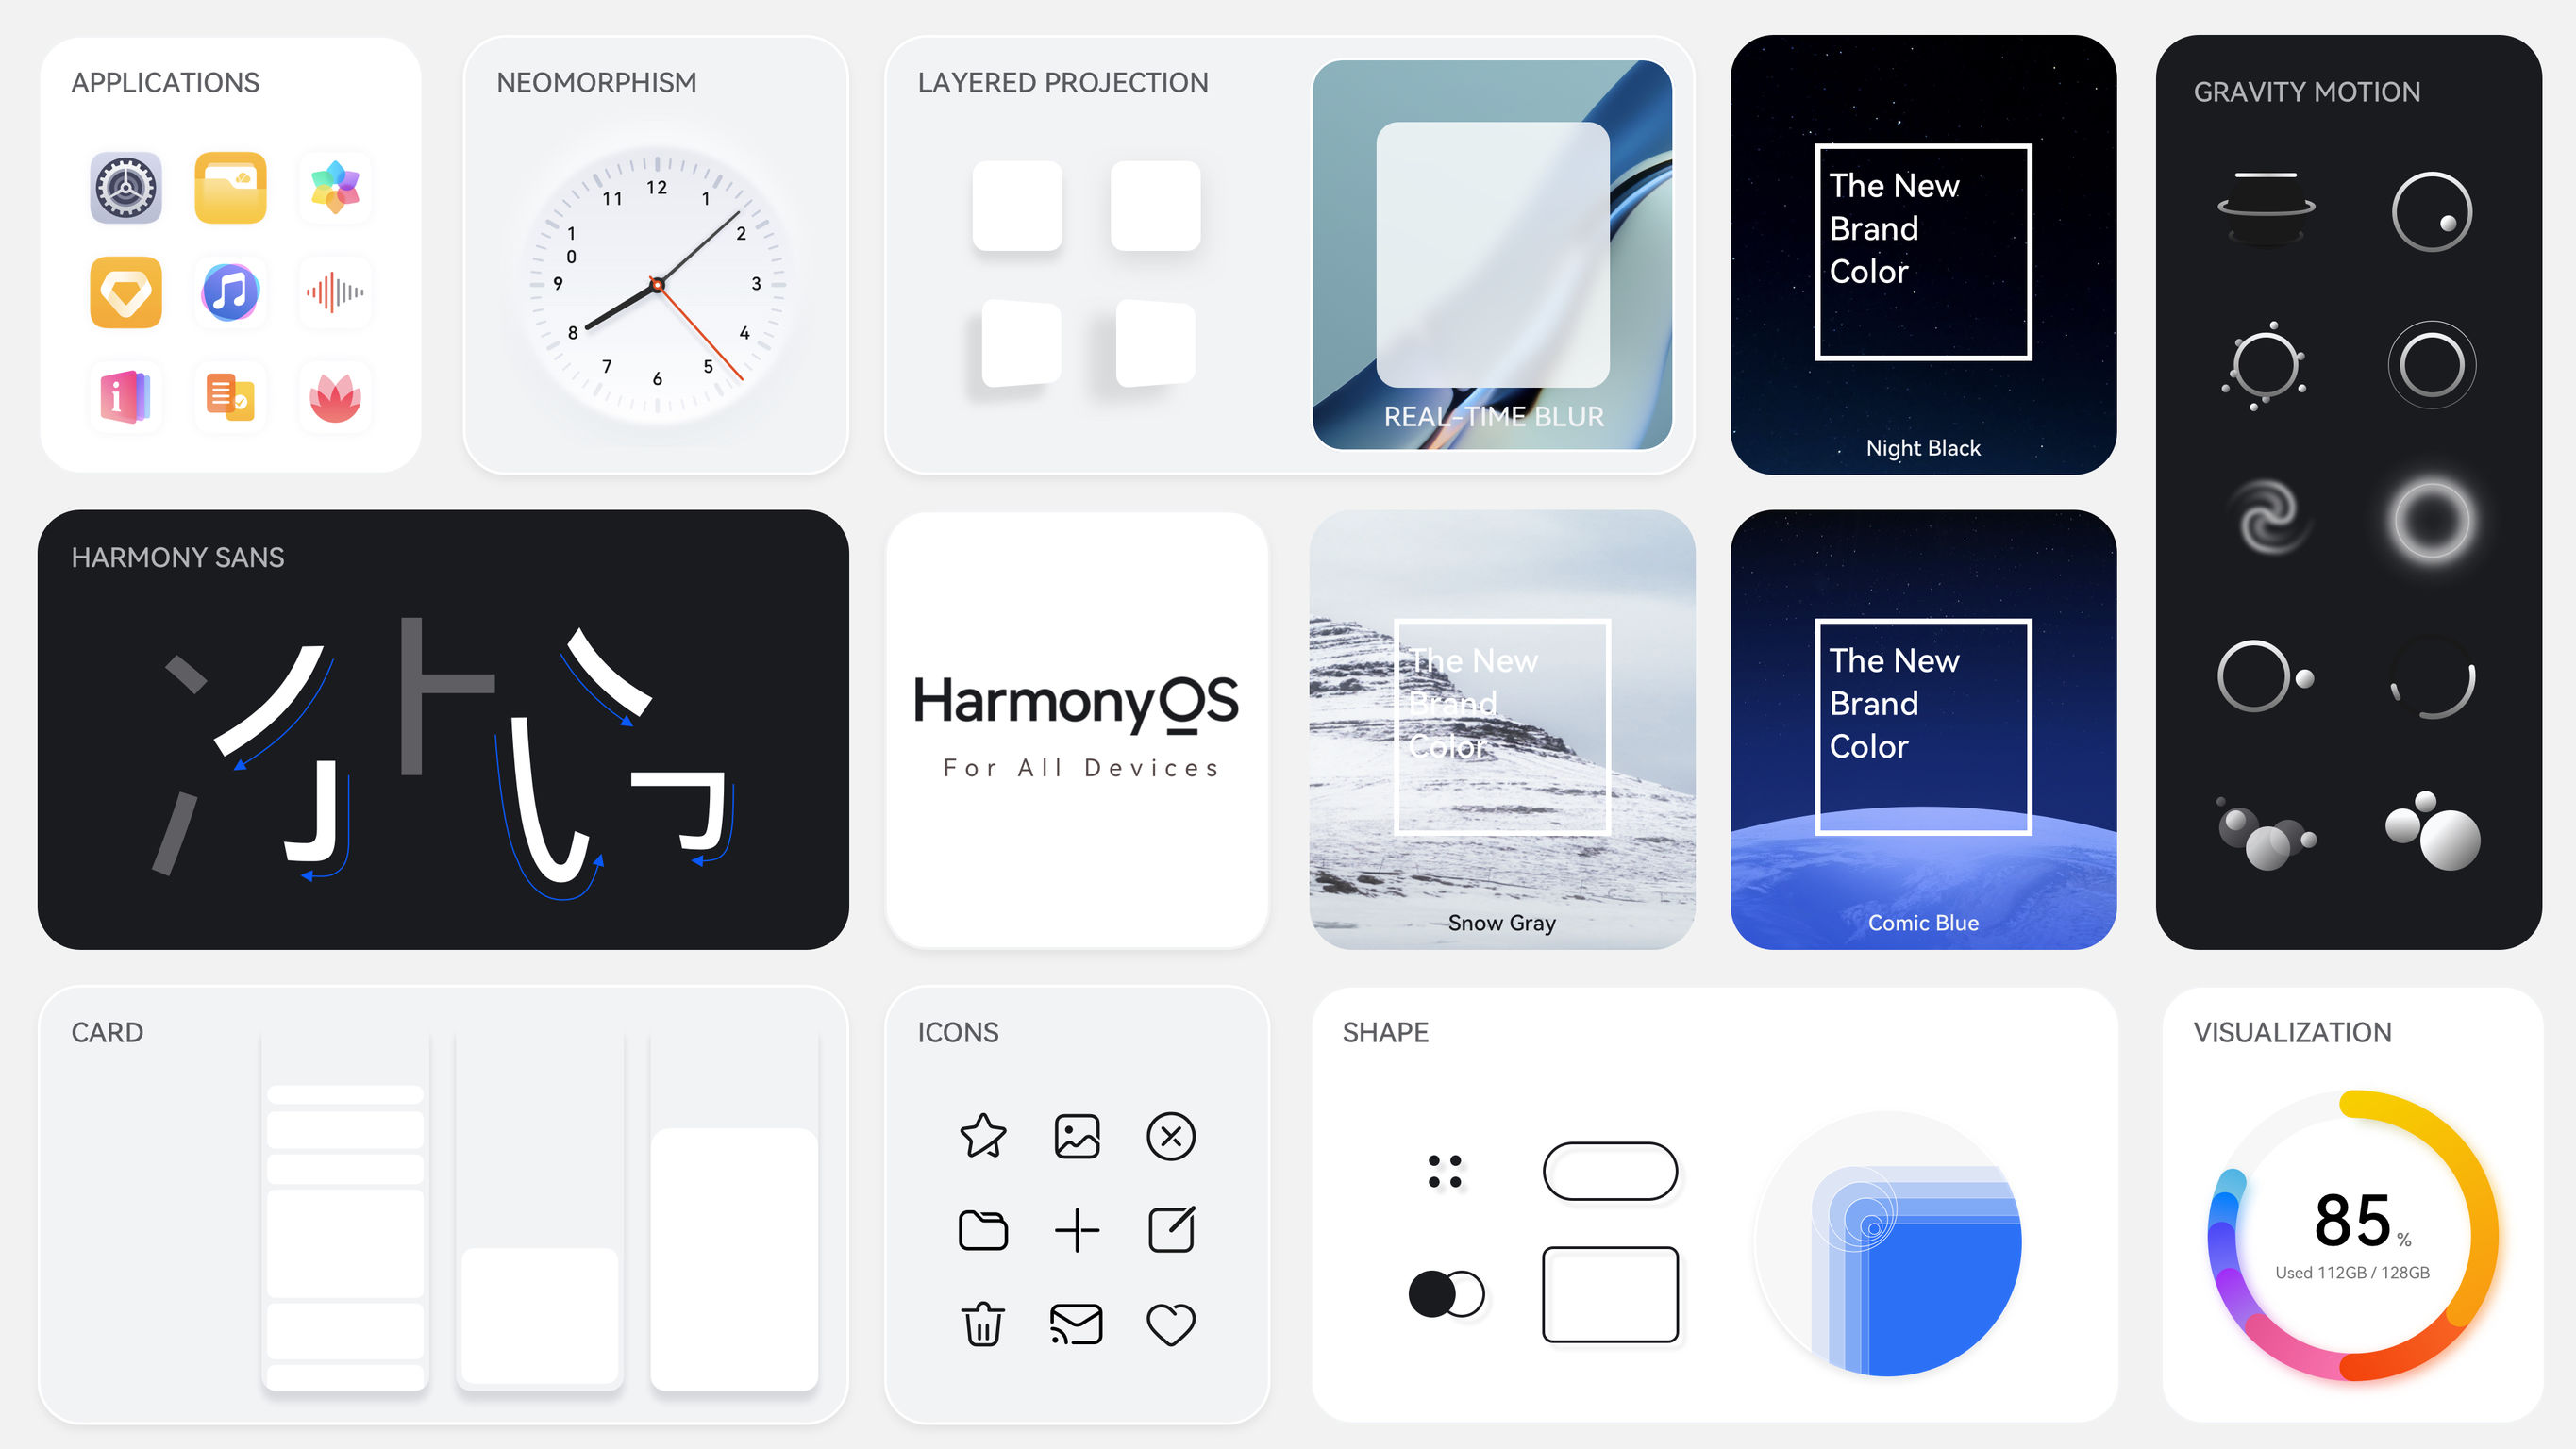 APPLICATIONS
NEOMORPHISM
12
1
2
3
4
5
6
7
8
9
1
0
11
LAYERED PROJECTION
REAL-TIME BLUR
The New
Brand
Color
Night Black
GRAVITY MOTION
HARMONY SANS
HarmonyOS
For All Devices
The New
Brand
Color
Snow Gray
The New
Brand
Color
Comic Blue
CARD
ICONS
SHAPE
VISUALIZATION
85 %
Used 112GB / 128GB